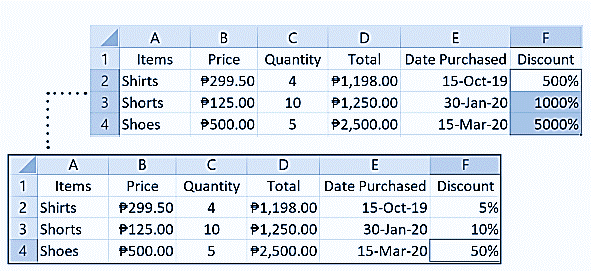 A B C D E F
1 Items Price Quantity Total Date Purchased Discount
2 Shirts ₱299.50 4 ₱1,198.00 15-Oct-19 500%
3 Shorts ₱125.00 10 ₱1,250.00 30-Jan-20 1000%
4 Shoes ₱500.00 5 ₱2,500.00 15-Mar-20 5000%
A B C D E F
1 Items Price Quantity Total Date Purchased Discount
2 Shirts ₱299.50 4 ₱1,198.00 15-Oct-19 5%
3 Shorts ₱125.00 10 ₱1,250.00 30-Jan-20 10%
4 Shoes ₱500.00 5 ₱2,500.00 15-Mar-20 50%